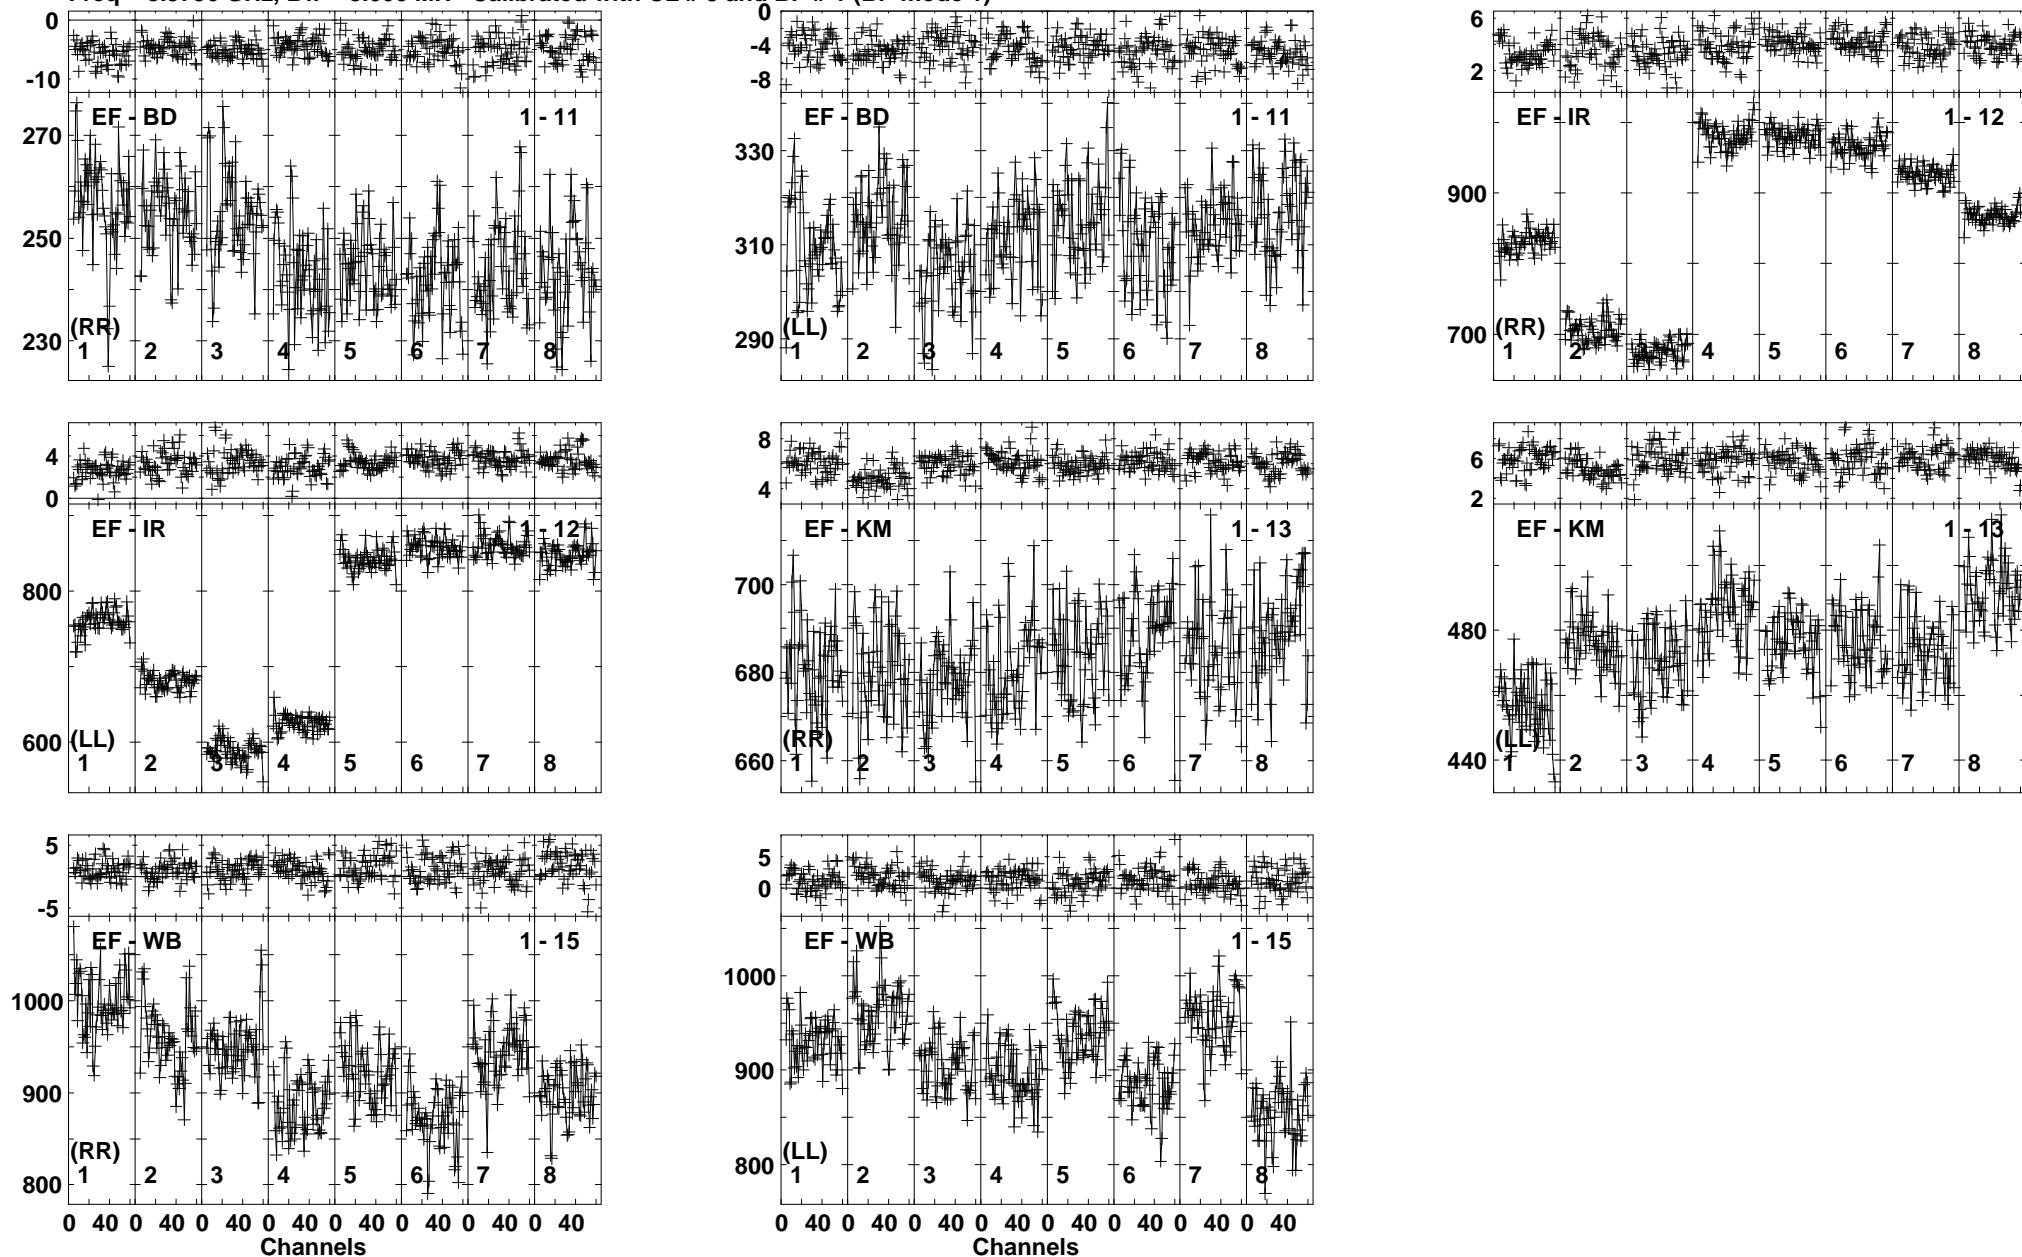 0 -10 EF - BD 1 - 11 270 250 230 (RR) 1 2 3 4 5 6 7 8
0 -4 -8 EF - BD 1 - 11 330 310 290 (LL) 1 2 3 4 5 6 7 8
6 2 EF - IR 1 - 12 900 700 (RR) 1 2 3 4 5 6 7 8
4 0 EF - IR 1 - 12 800 600 (LL) 1 2 3 4 5 6 7 8
8 4 EF - KM 1 - 13 700 680 660 (RR) 1 2 3 4 5 6 7 8
6 2 EF - KM 1 - 13 480 440 (LL) 1 2 3 4 5 6 7 8
5 -5 EF - WB 1 - 15 1000 900 800 (RR) 1 2 3 4 5 6 7 8
0 40 0 40 0 40 0 40 0 40 0 40 0 40 0 40
Channels
5 0 EF - WB 1 - 15 1000 900 800 (LL) 1 2 3 4 5 6 7 8
0 40 0 40 0 40 0 40 0 40 0 40 0 40 0 40
Channels